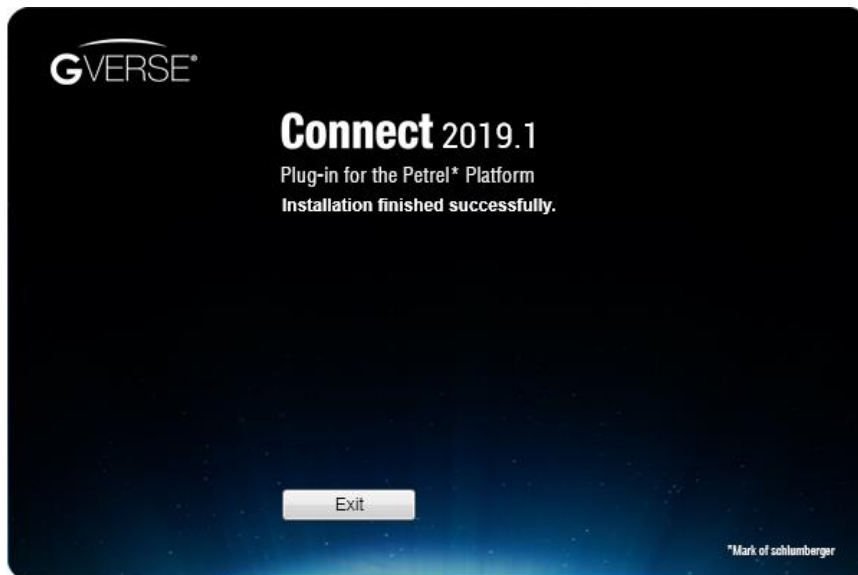 GVERSE®
Connect 2019.1
Plug-in for the Petrel* Platform
Installation finished successfully.
Exit
*Mark of schlumberger